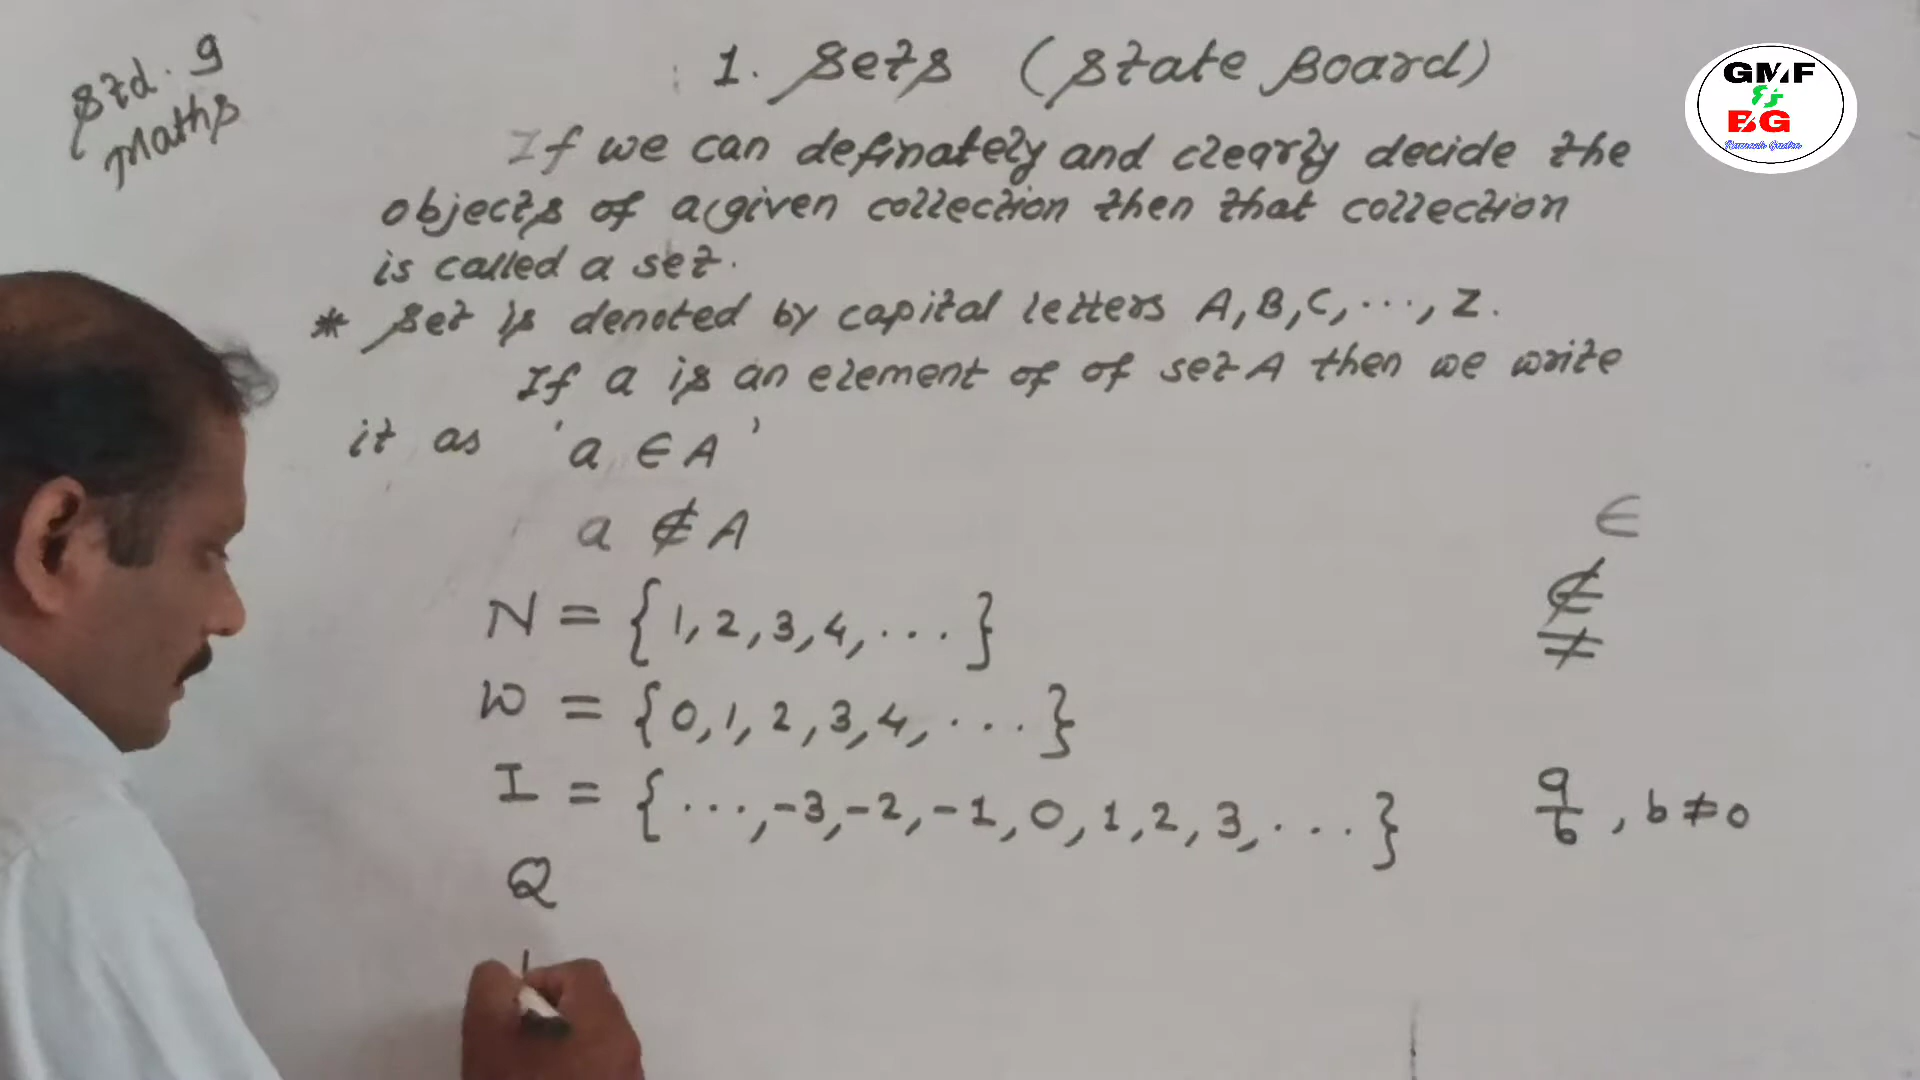 Std. 9
Maths
1. Sets (State Board)
GMF
BG
If we can definately and clearly decide the
objects of a given collection then that collection
is called a set.
* Set is denoted by capital letters A, B, C, ..., Z.
If a is an element of of set A then we write
it as 'a ∈ A'
a ∉ A
∈
∉
≠
N = {1, 2, 3, 4, ...}
W = {0, 1, 2, 3, 4, ...}
I = {..., -3, -2, -1, 0, 1, 2, 3, ...}
a/b, b ≠ 0
Q